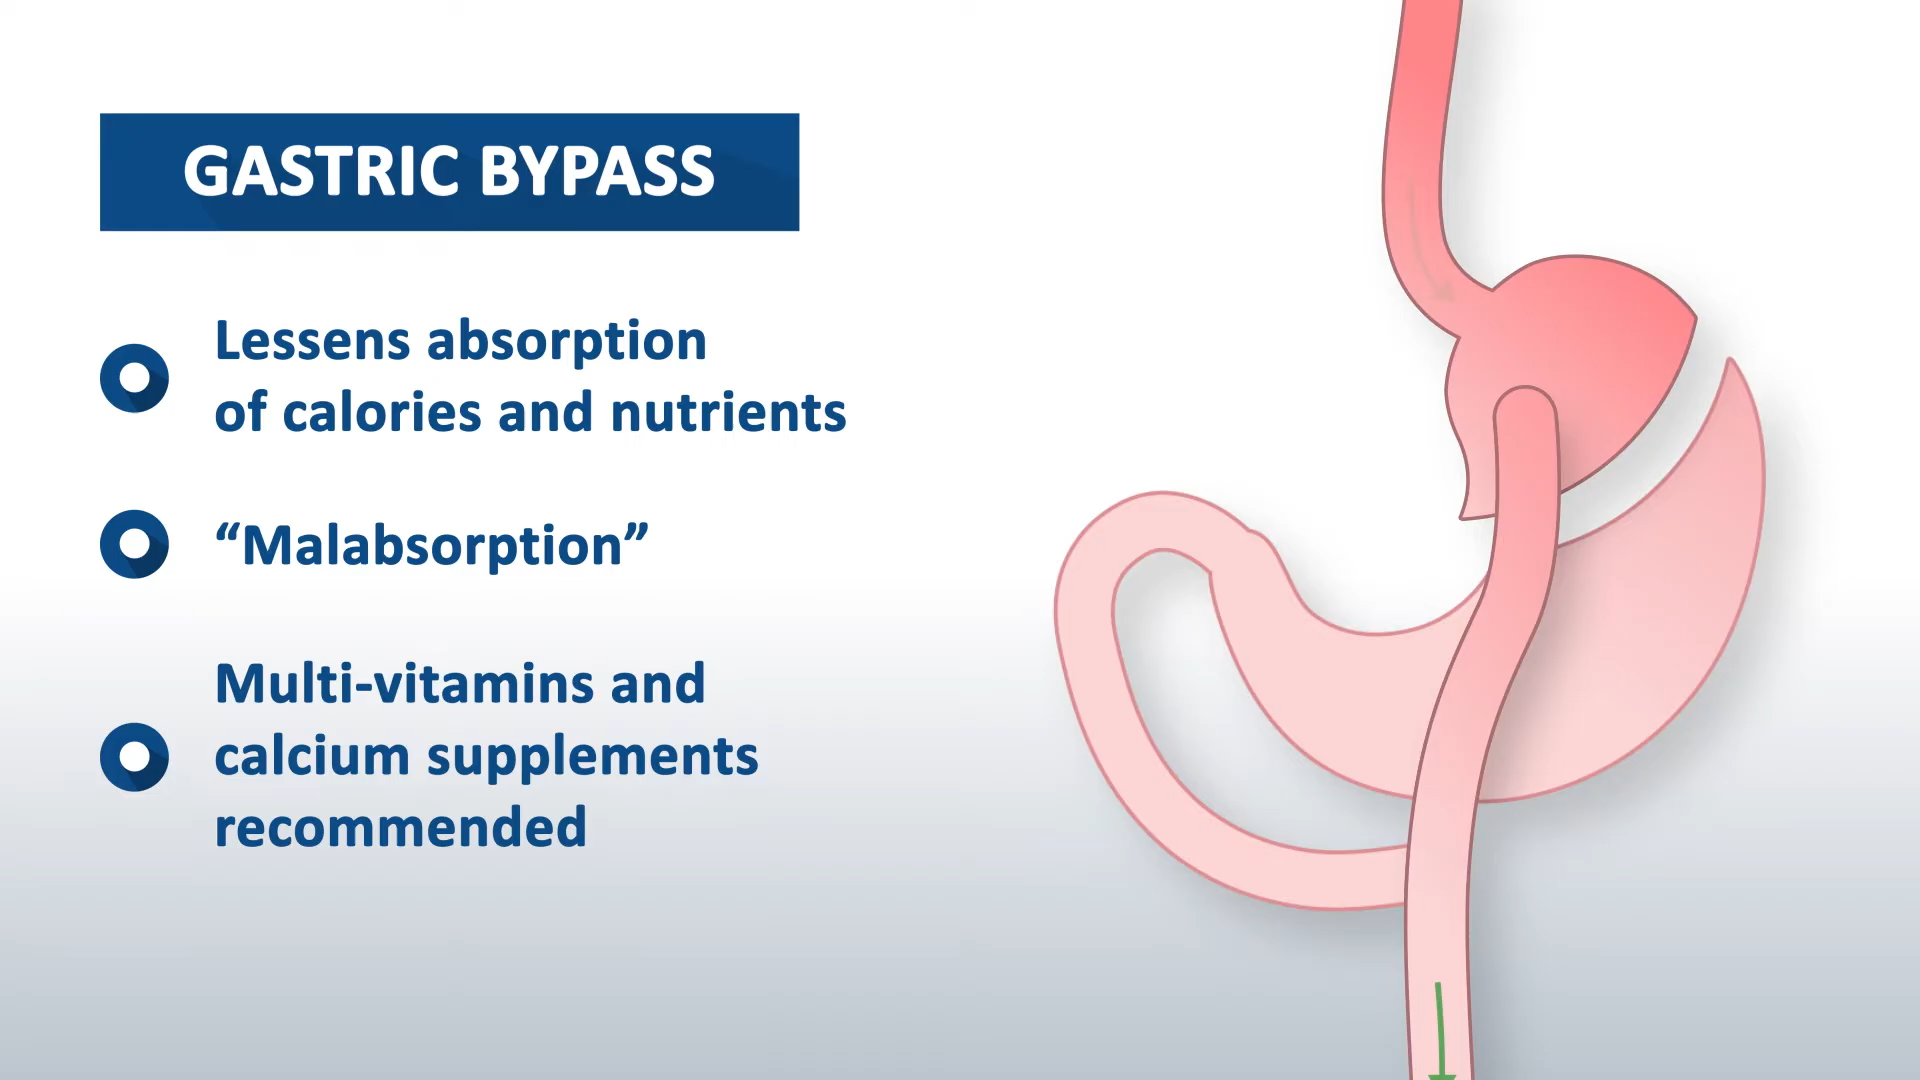 GASTRIC BYPASS
Lessens absorption
of calories and nutrients
“Malabsorption”
Multi-vitamins and
calcium supplements
recommended